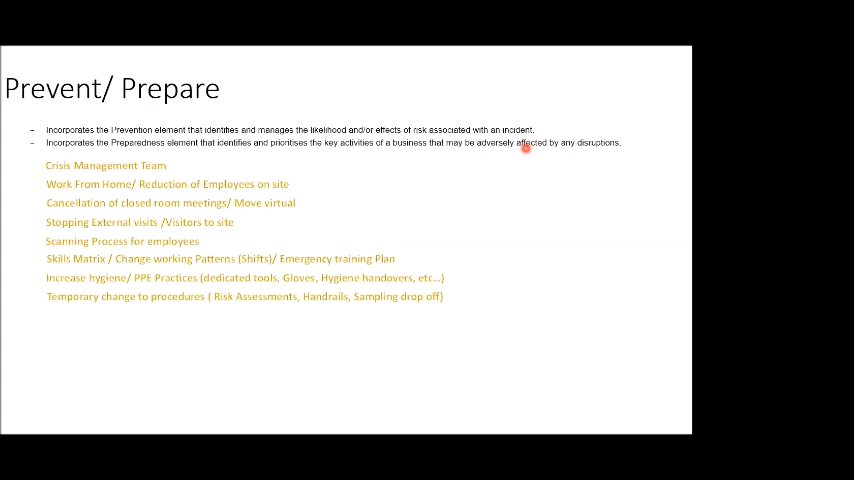 Prevent/ Prepare
– Incorporates the Prevention element that identifies and manages the likelihood and/or effects of risk associated with an incident.
– Incorporates the Preparedness element that identifies and prioritises the key activities of a business that may be adversely affected by any disruptions.
Crisis Management Team
Work From Home/ Reduction of Employees on site
Cancellation of closed room meetings/ Move virtual
Stopping External visits /Visitors to site
Scanning Process for employees
Skills Matrix / Change working Patterns (Shifts)/ Emergency training Plan
Increase hygiene/ PPE Practices (dedicated tools, Gloves, Hygiene handovers, etc...)
Temporary change to procedures ( Risk Assessments, Handrails, Sampling drop off)